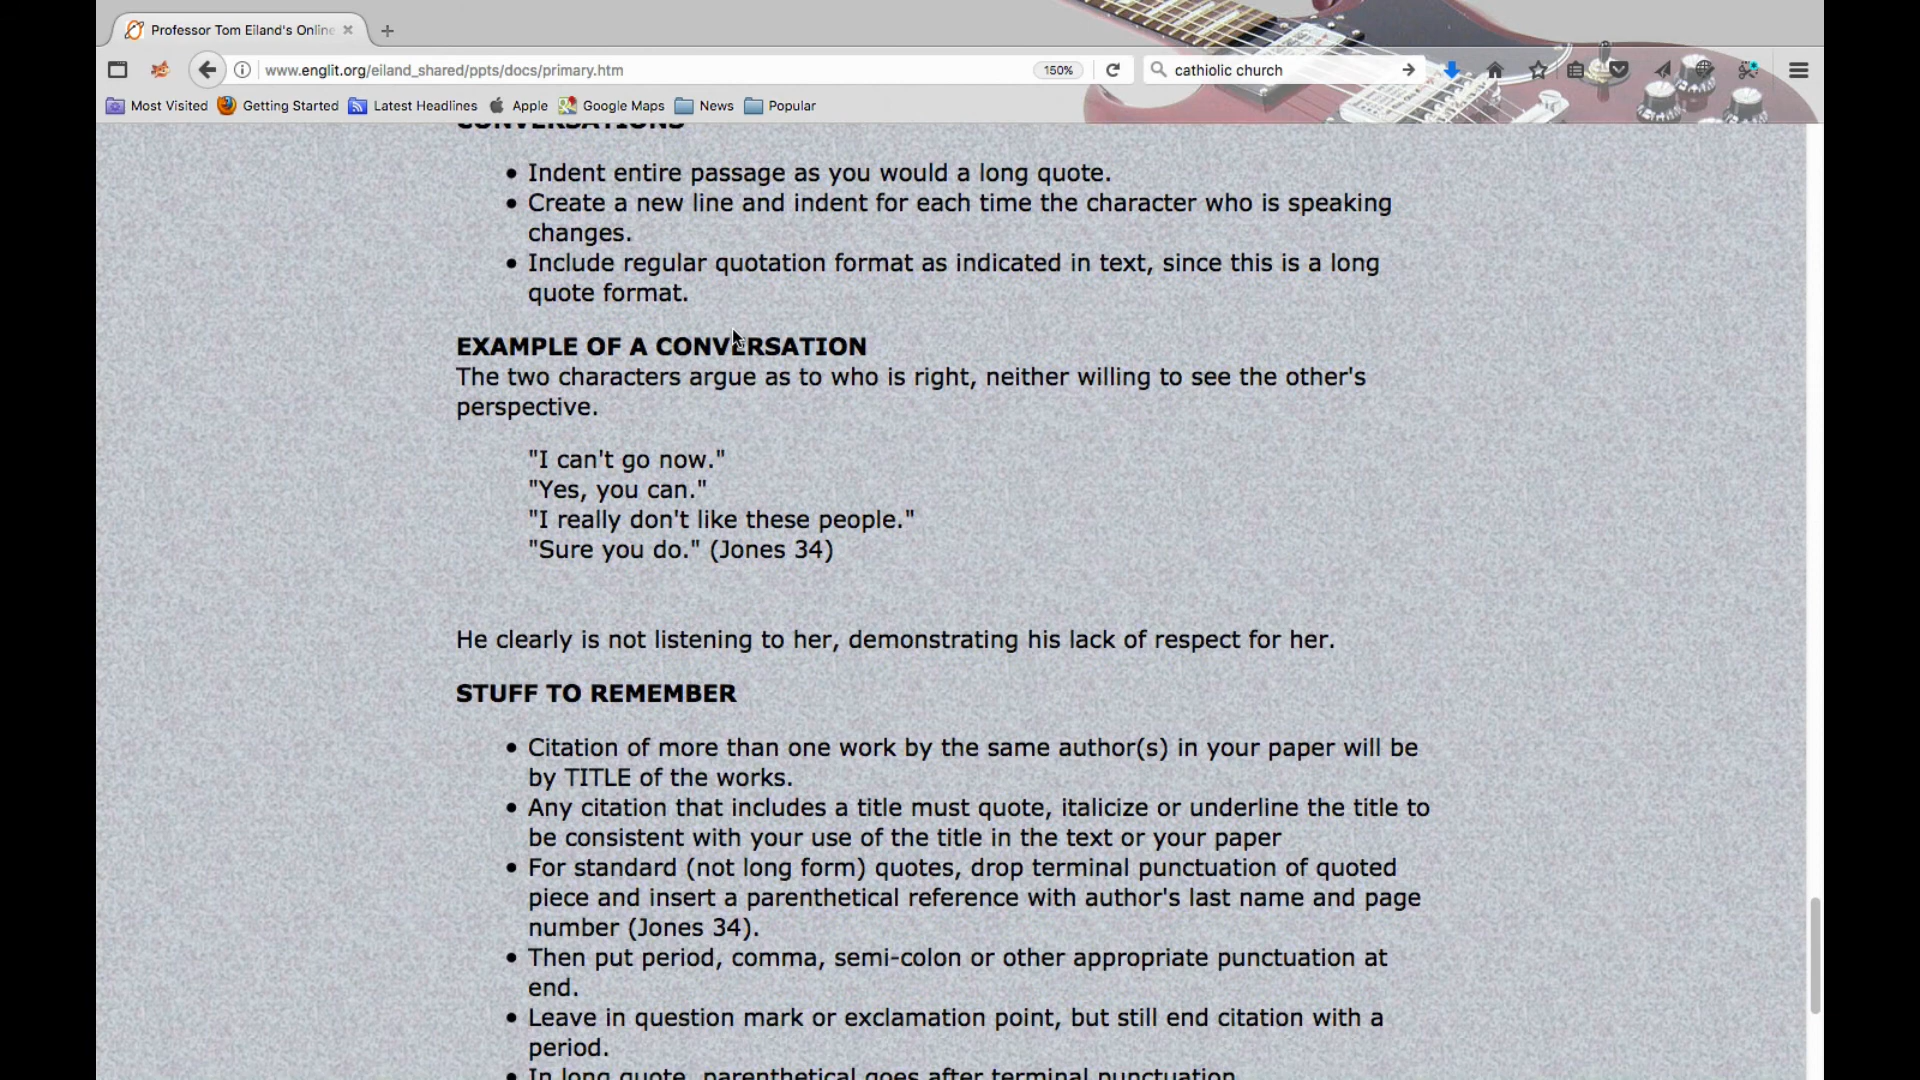 Professor Tom Eiland's Online
www.englit.org/eiland_shared/ppts/docs/primary.htm
150%
cathiolic church
Most Visited
Getting Started
Latest Headlines
Apple
Google Maps
News
Popular
CONVERSATIONS
• Indent entire passage as you would a long quote.
• Create a new line and indent for each time the character who is speaking
changes.
• Include regular quotation format as indicated in text, since this is a long
quote format.
EXAMPLE OF A CONVERSATION
The two characters argue as to who is right, neither willing to see the other's
perspective.
"I can't go now."
"Yes, you can."
"I really don't like these people."
"Sure you do." (Jones 34)
He clearly is not listening to her, demonstrating his lack of respect for her.
STUFF TO REMEMBER
• Citation of more than one work by the same author(s) in your paper will be
by TITLE of the works.
• Any citation that includes a title must quote, italicize or underline the title to
be consistent with your use of the title in the text or your paper
• For standard (not long form) quotes, drop terminal punctuation of quoted
piece and insert a parenthetical reference with author's last name and page
number (Jones 34).
• Then put period, comma, semi-colon or other appropriate punctuation at
end.
• Leave in question mark or exclamation point, but still end citation with a
period.
• In long quote, parenthetical goes after terminal punctuation.